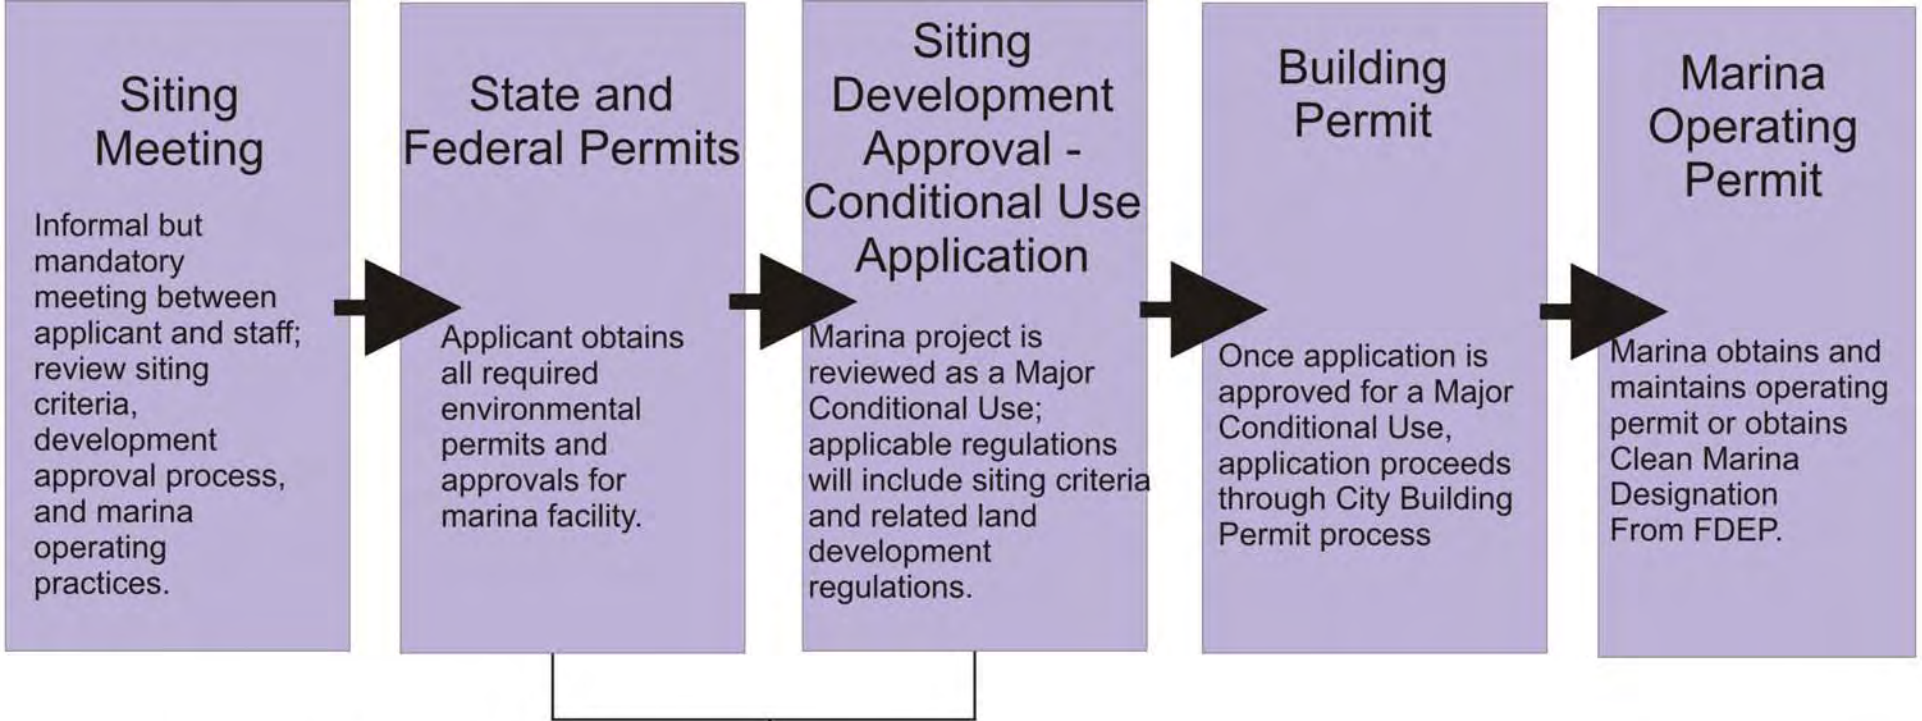 Siting
Meeting
Informal but
mandatory
meeting between
applicant and staff;
review siting
criteria,
development
approval process,
and marina
operating
practices.
State and
Federal Permits
Applicant obtains
all required
environmental
permits and
approvals for
marina facility.
Siting
Development
Approval -
Conditional Use
Application
Marina project is
reviewed as a Major
Conditional Use;
applicable regulations
will include siting criteria
and related land
development
regulations.
Building
Permit
Once application is
approved for a Major
Conditional Use,
application proceeds
through City Building
Permit process
Marina
Operating
Permit
Marina obtains and
maintains operating
permit or obtains
Clean Marina
Designation
From FDEP.